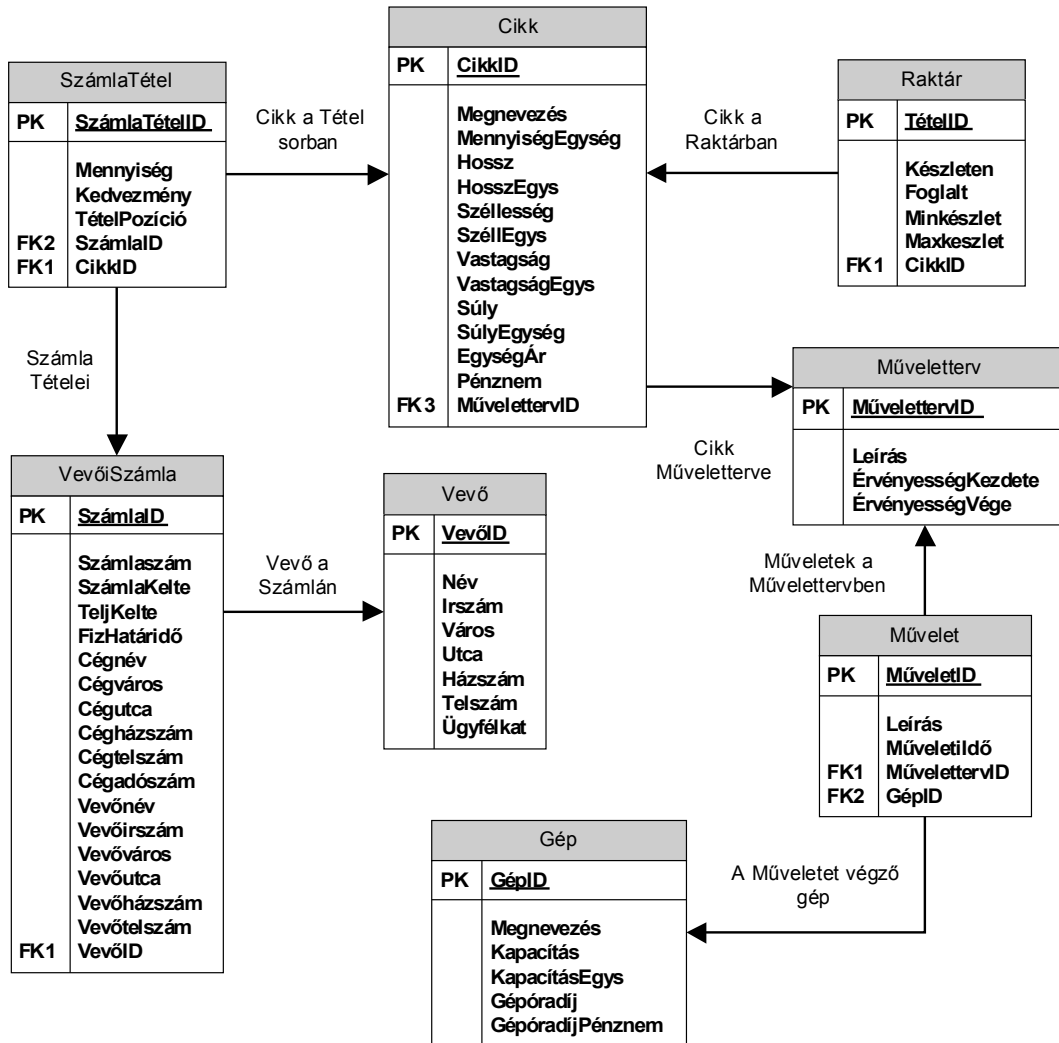 Cikk
PK CikkID
Megnevezés
MennyiségEgység
Hossz
HosszEgys
Széllesség
SzéllEgys
Vastagság
VastagságEgys
Súly
SúlyEgység
EgységÁr
Pénznem
FK3 MűvelettervID
SzámlaTétel
PK SzámlaTételID
Mennyiség
Kedvezmény
TételPozíció
FK2 SzámlaID
FK1 CikkID
Cikk a Tétel
sorban
Cikk a
Raktárban
Raktár
PK TételID
Készleten
Foglalt
Minkészlet
Maxkeszlet
FK1 CikkID
Számla
Tételei
Cikk
Műveletterve
Műveletterv
PK MűvelettervID
Leírás
ÉrvényességKezdete
ÉrvényességVége
VevőiSzámla
PK SzámlaID
Számlaszám
SzámlaKelte
TeljKelte
FizHatáridő
Cégnév
Cégváros
Cégutca
Cégházszám
Cégtelszám
Cégadószám
Vevőnév
Vevőirszám
Vevőváros
Vevőutca
Vevőházszám
Vevőtelszám
FK1 VevőID
Vevő a
Számlán
Vevő
PK VevőID
Név
Irszám
Város
Utca
Házszám
Telszám
Ügyfélkat
Műveletek a
Művelettervben
Művelet
PK MűveletID
Leírás
MűveletiIdő
FK1 MűvelettervID
FK2 GépID
A Műveletet végző
gép
Gép
PK GépID
Megnevezés
Kapacítás
KapacításEgys
Gépóradíj
GépóradíjPénznem